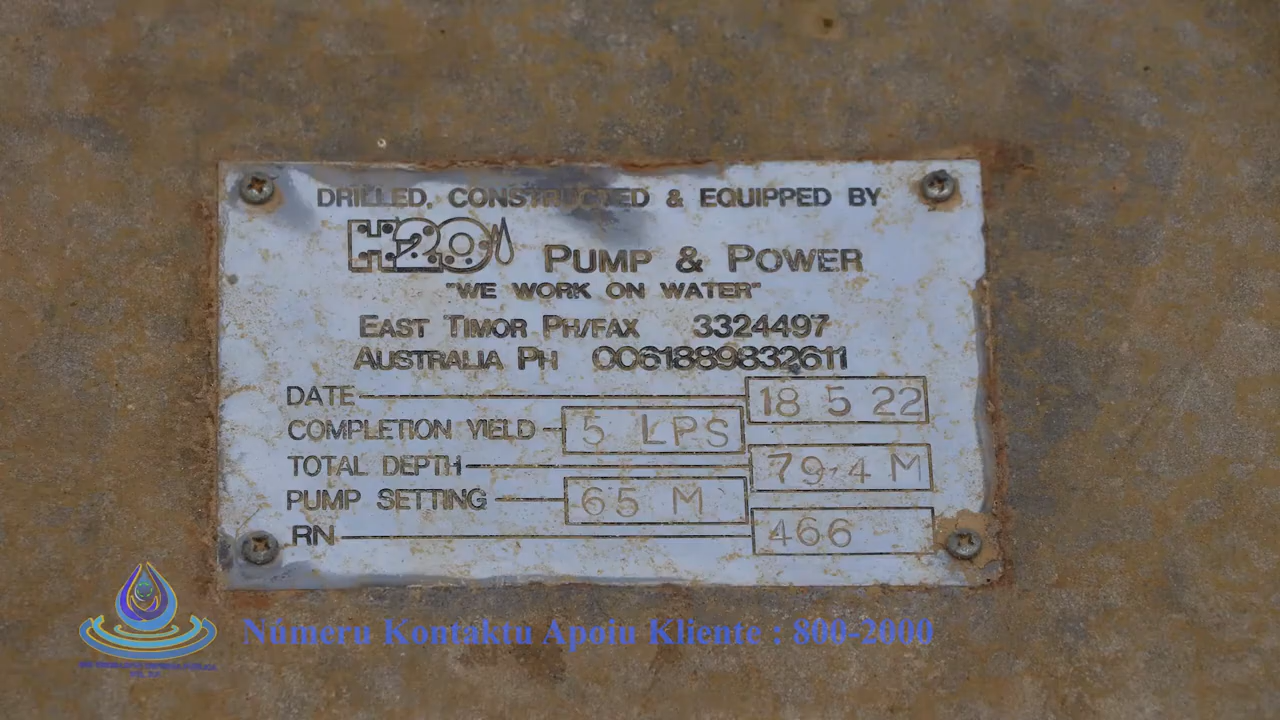 DRILLED, CONSTRUCTED & EQUIPPED BY
H2O PUMP & POWER
"WE WORK ON WATER"
EAST TIMOR PH/FAX 3324497
AUSTRALIA PH 0061889832611
DATE 18 5 22
COMPLETION YIELD 5 LPS
TOTAL DEPTH 79.4 M
PUMP SETTING 65 M
RN 466
Númeru Kontaktu Apoiu Kliente : 800-2000